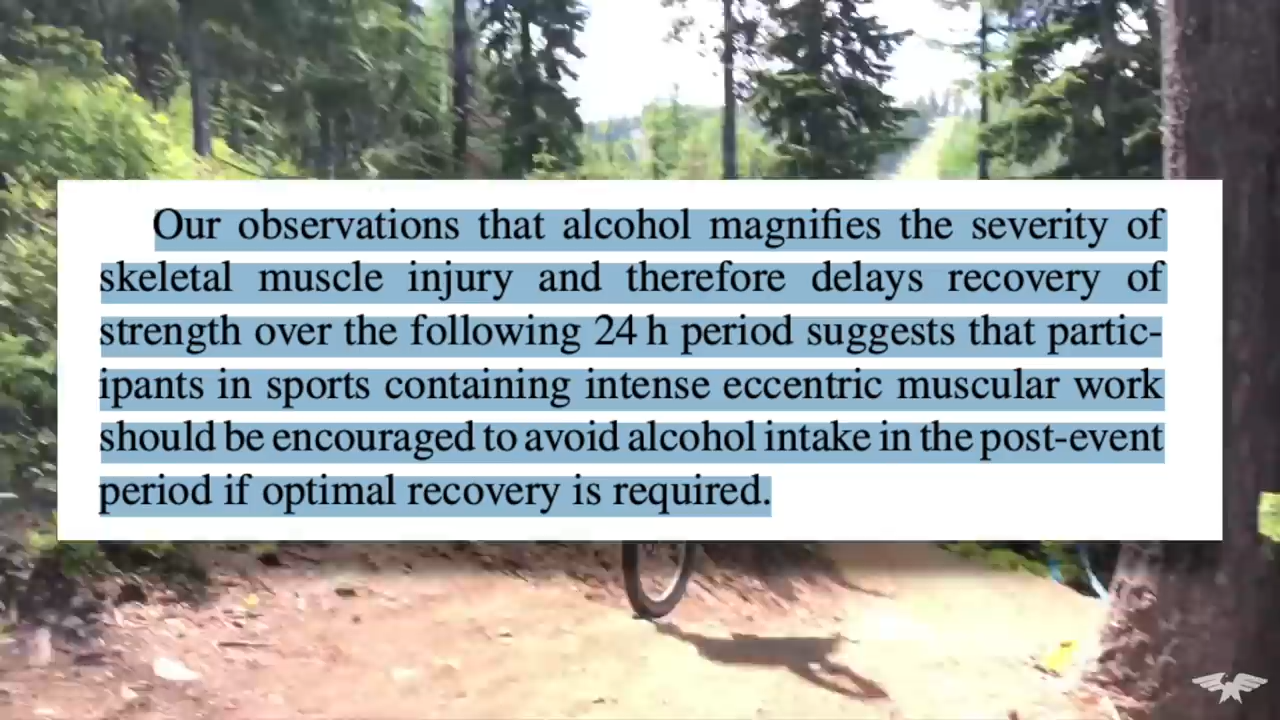 Our observations that alcohol magnifies the severity of
skeletal muscle injury and therefore delays recovery of
strength over the following 24 h period suggests that partic-
ipants in sports containing intense eccentric muscular work
should be encouraged to avoid alcohol intake in the post-event
period if optimal recovery is required.